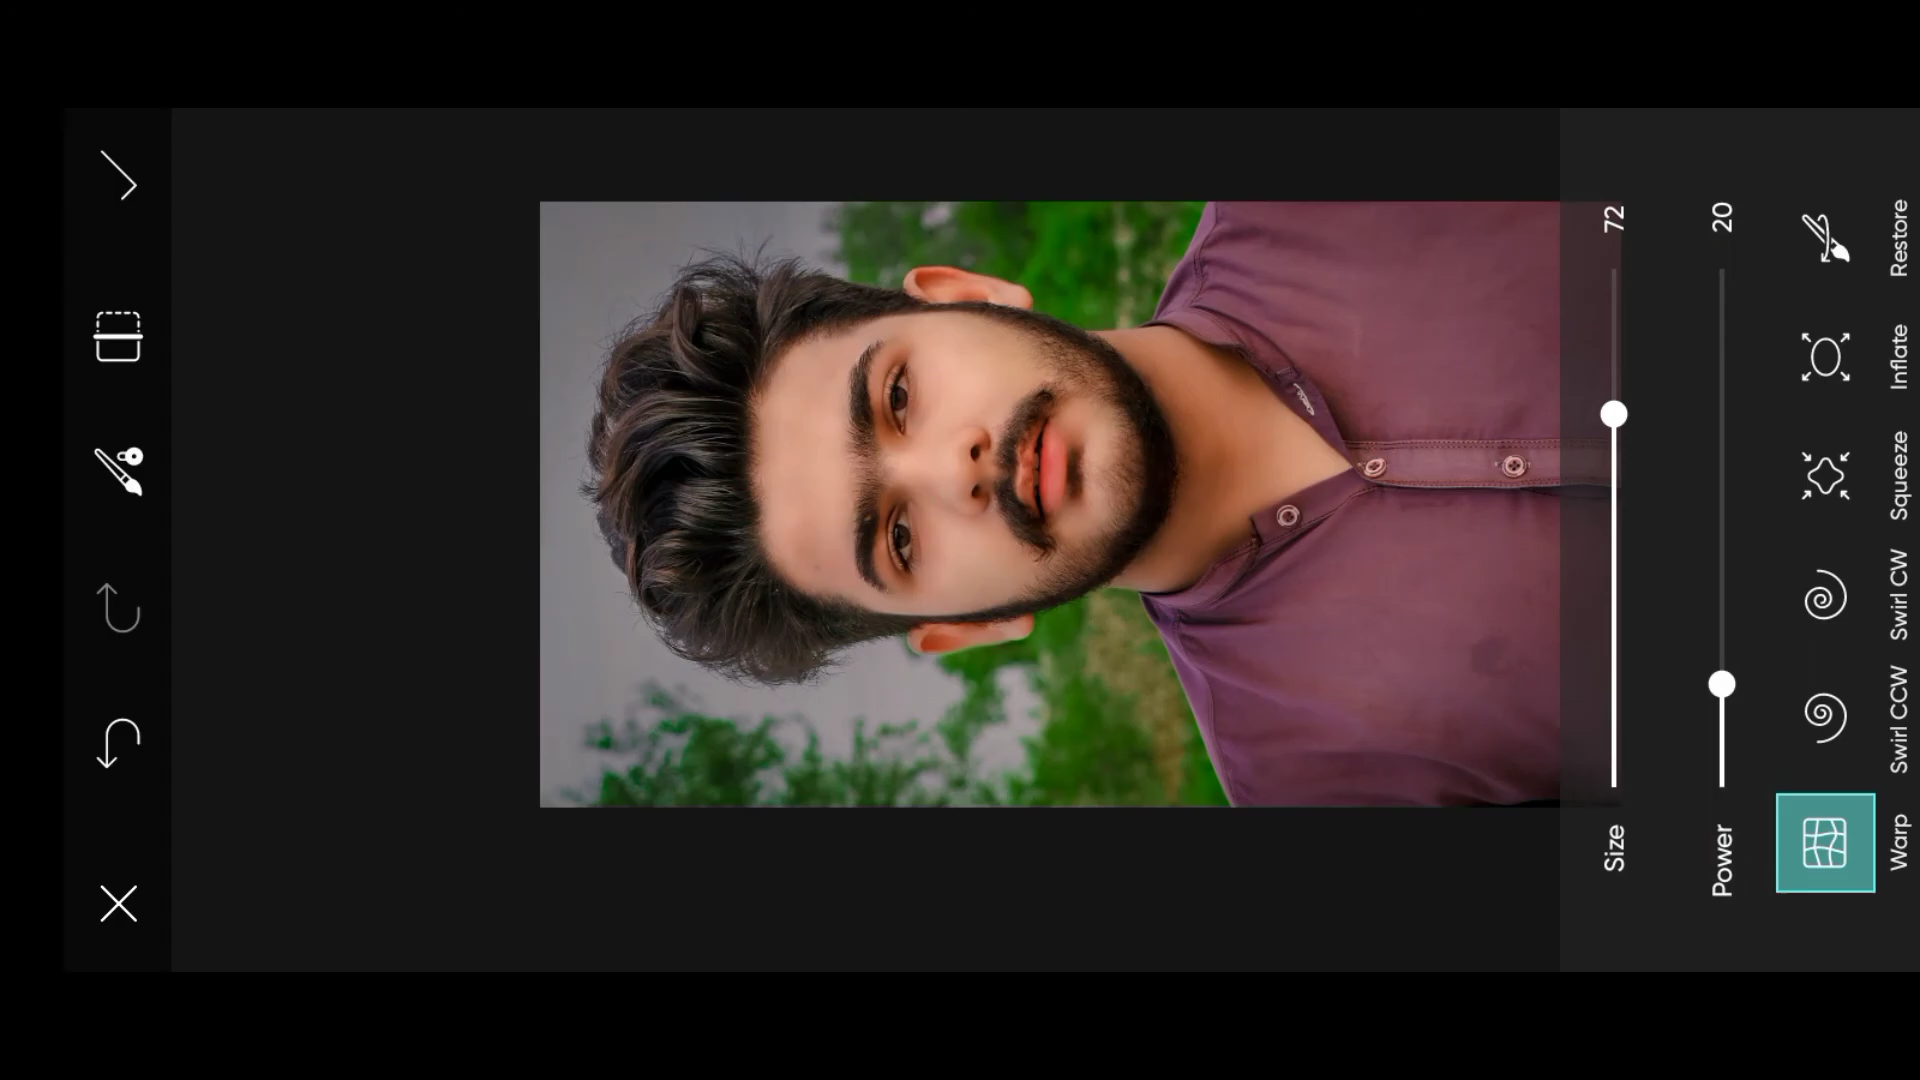 Size 72
Power 20
Warp
Swirl CCW
Swirl CW
Squeeze
Inflate
Restore